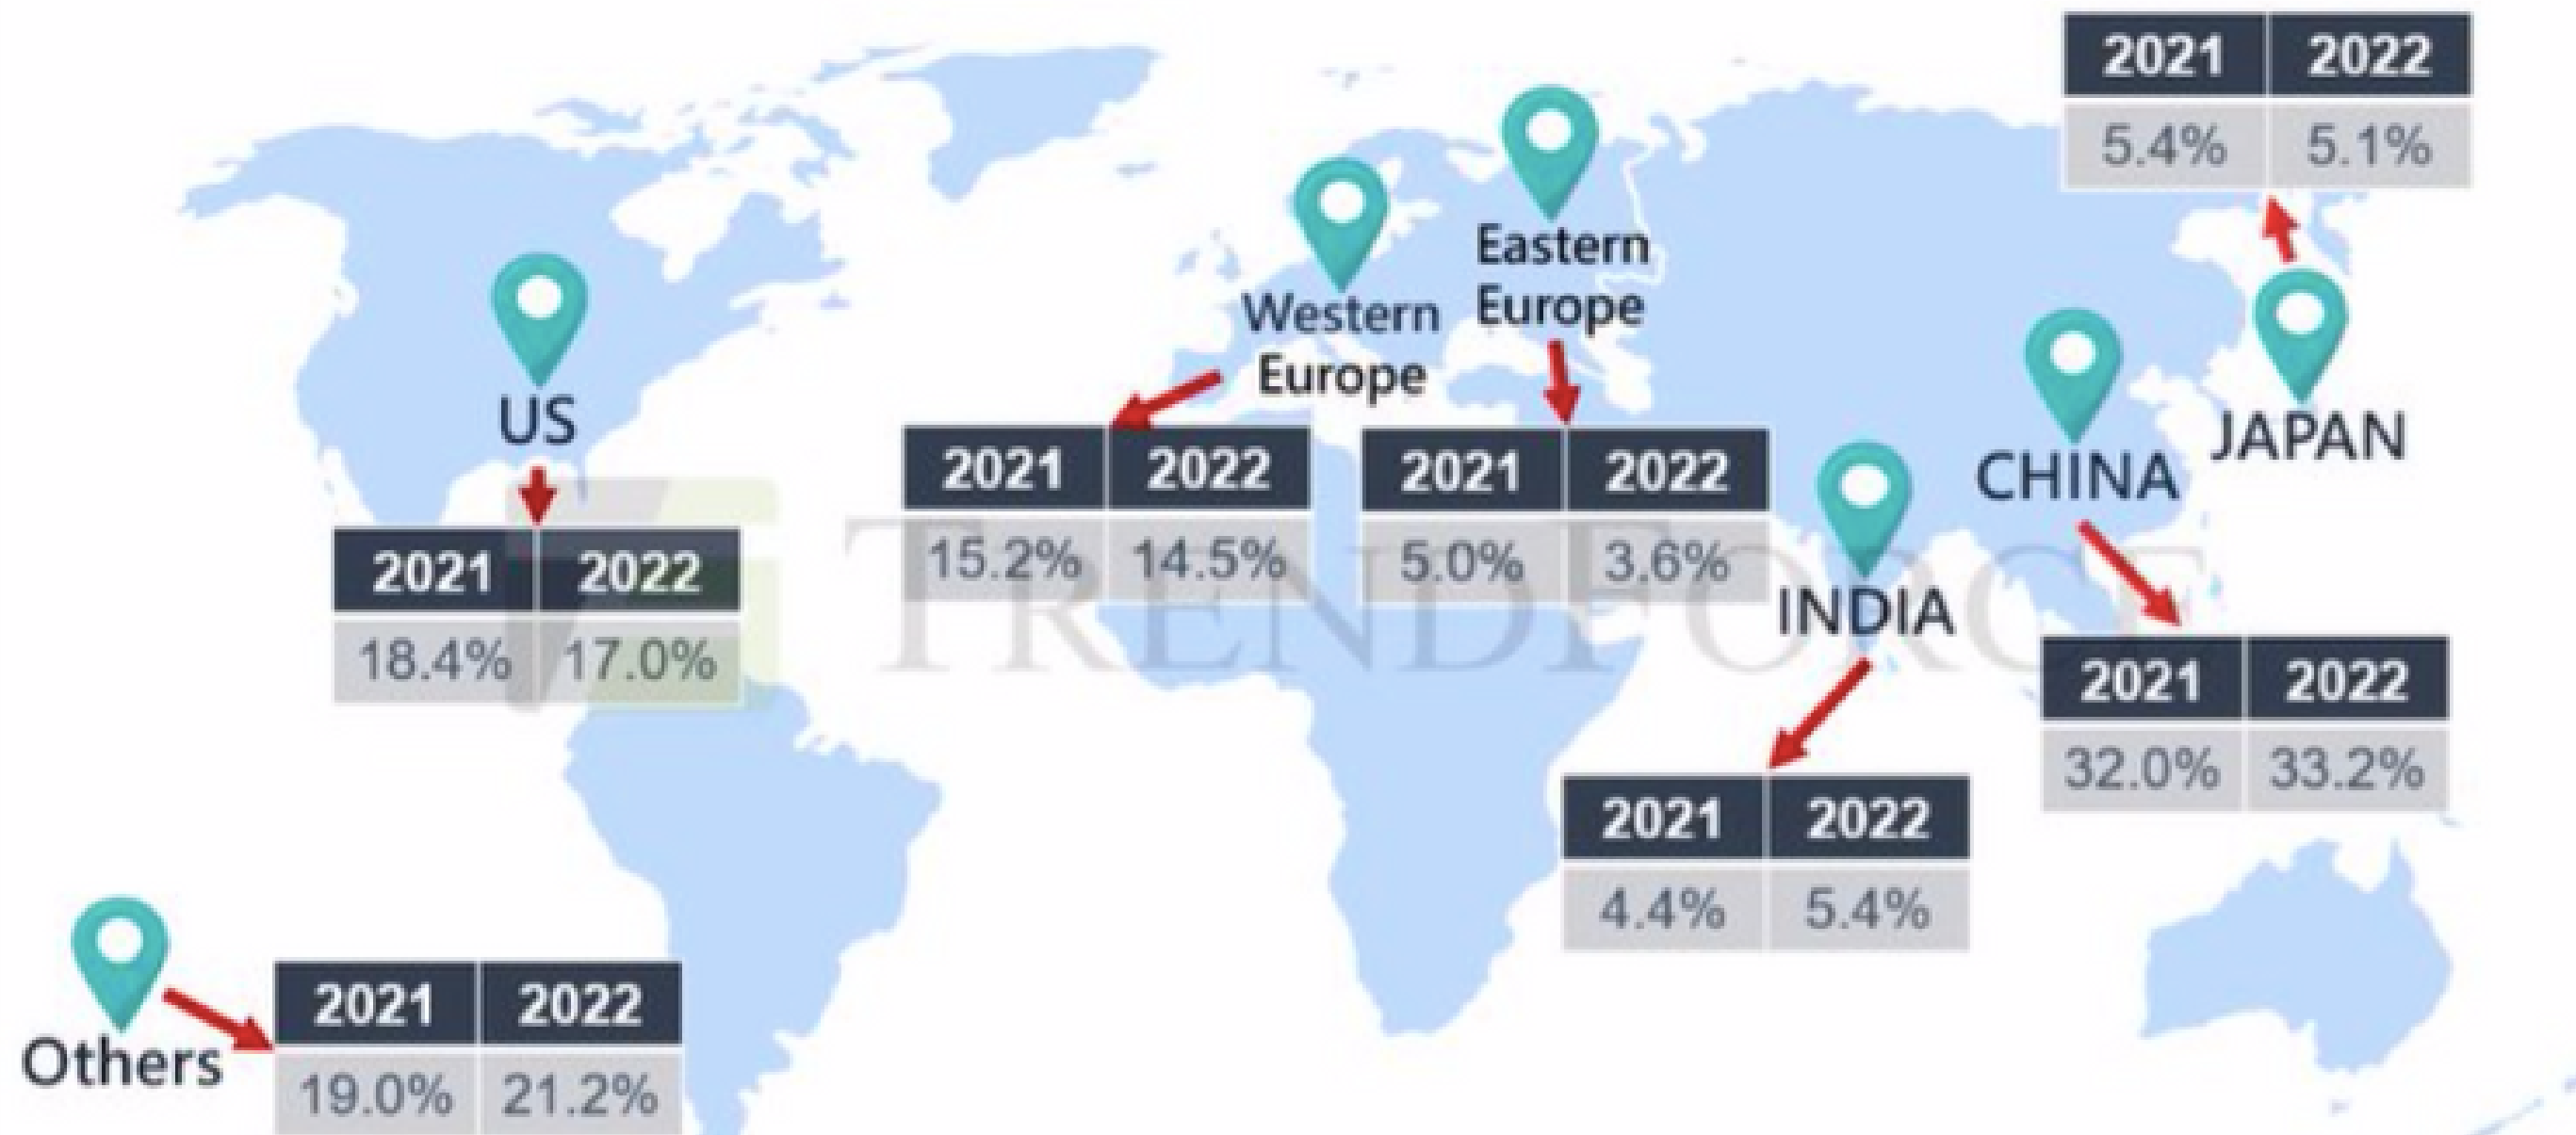 2021 2022
5.4% 5.1%
Eastern
Europe
Western
Europe
US
JAPAN
CHINA
2021 2022
15.2% 14.5%
2021 2022
5.0% 3.6%
2021 2022
18.4% 17.0%
TRENDFORCE
INDIA
2021 2022
32.0% 33.2%
2021 2022
4.4% 5.4%
Others
2021 2022
19.0% 21.2%